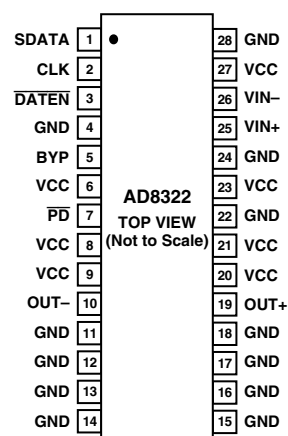 SDATA 1 28 GND
CLK 2 27 VCC
DATEN 3 26 VIN–
GND 4 25 VIN+
BYP 5 24 GND
VCC 6 23 VCC
PD 7 22 GND
VCC 8 21 VCC
VCC 9 20 VCC
OUT– 10 19 OUT+
GND 11 18 GND
GND 12 17 GND
GND 13 16 GND
GND 14 15 GND
AD8322
TOP VIEW
(Not to Scale)